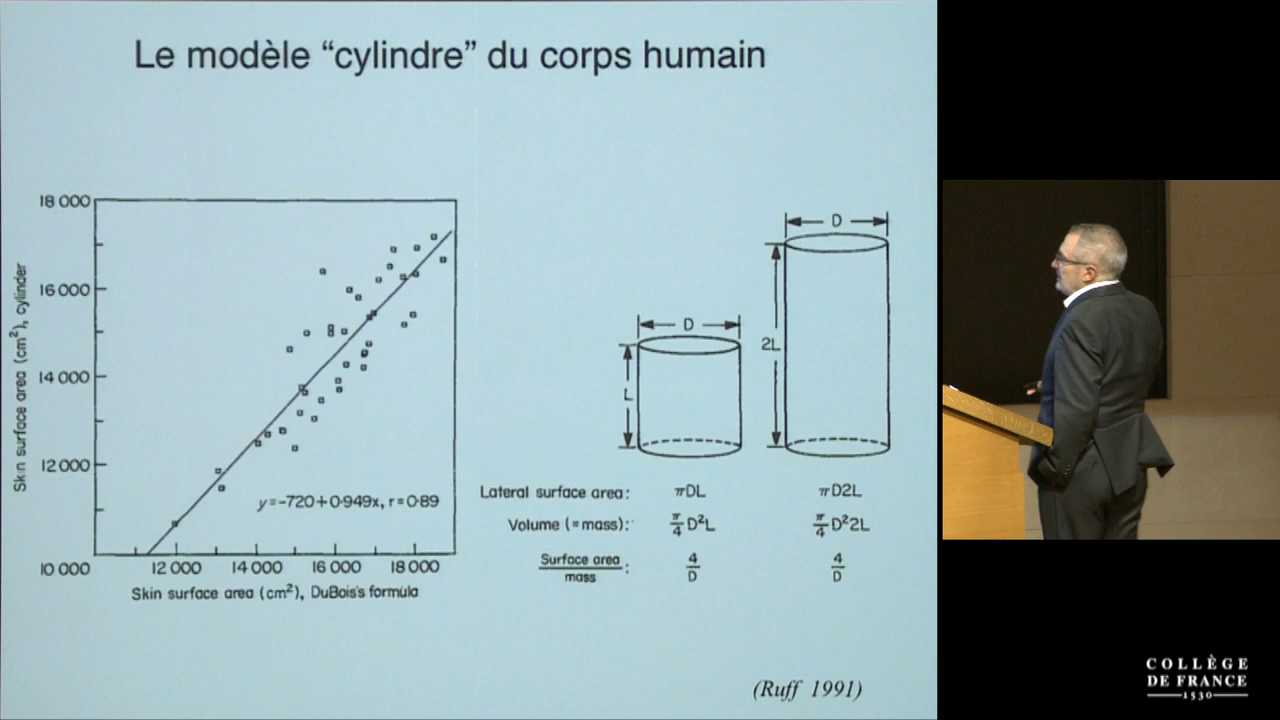 Le modèle “cylindre” du corps humain
18 000
16 000
14 000
12 000
10 000
Skin surface area (cm²), cylinder
y=-720+0·949x, r=0·89
12 000 14 000 16 000 18 000
Skin surface area (cm²), DuBois's formula
D
L
D
2L
Lateral surface area: πDL πD2L
Volume (=mass): π/4 D²L π/4 D²2L
Surface area/mass : 4/D 4/D
(Ruff 1991)
COLLÈGE
DE FRANCE
1530